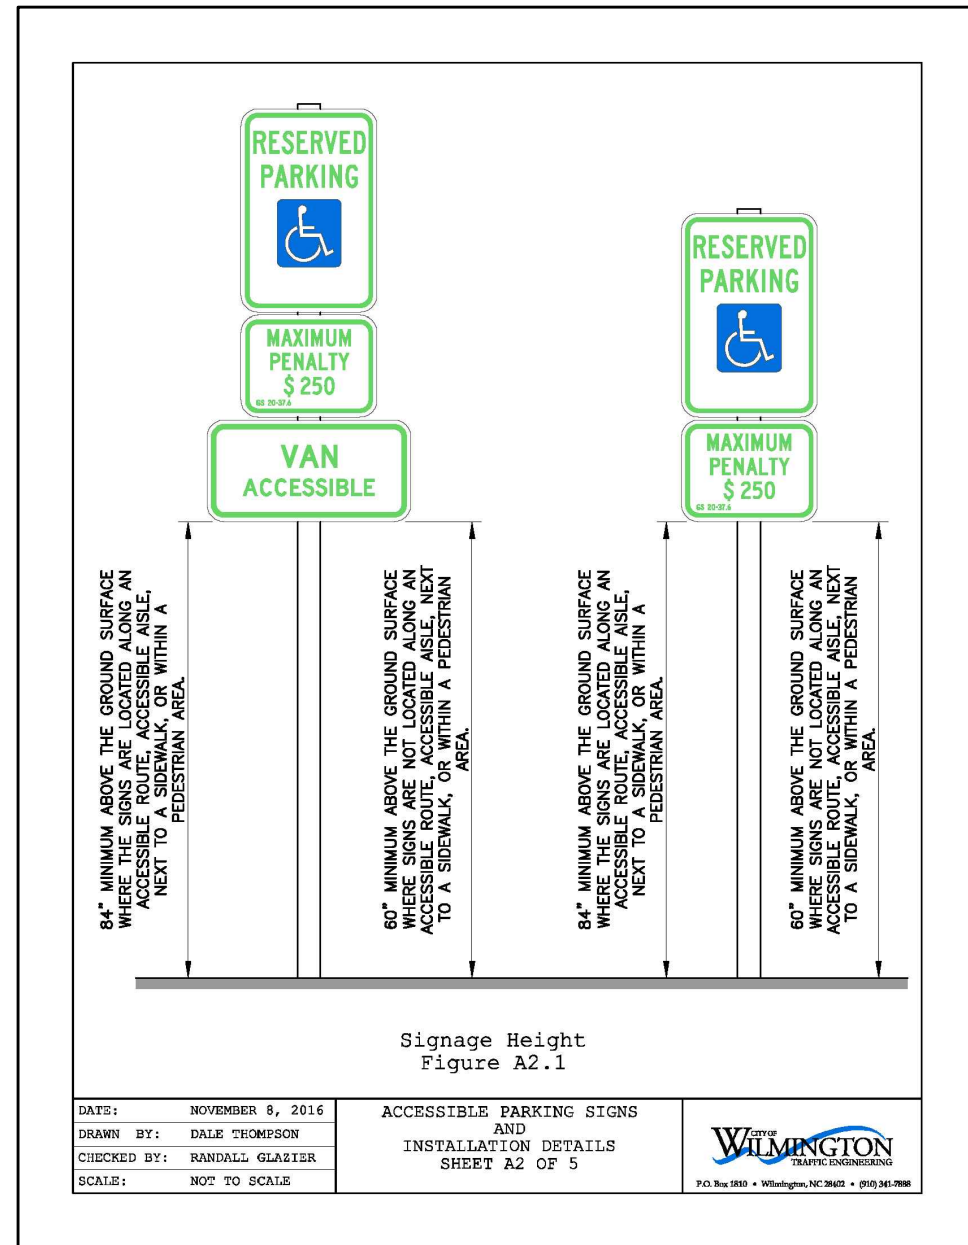 RESERVED
PARKING
MAXIMUM
PENALTY
$ 250
GS 20-37.6
VAN
ACCESSIBLE
RESERVED
PARKING
MAXIMUM
PENALTY
$ 250
GS 20-37.6
84" MINIMUM ABOVE THE GROUND SURFACE
WHERE THE SIGNS ARE LOCATED ALONG AN
ACCESSIBLE ROUTE, ACCESSIBLE AISLE,
NEXT TO A SIDEWALK, OR WITHIN A
PEDESTRIAN AREA.
60" MINIMUM ABOVE THE GROUND SURFACE
WHERE SIGNS ARE NOT LOCATED ALONG AN
ACCESSIBLE ROUTE, ACCESSIBLE AISLE, NEXT
TO A SIDEWALK, OR WITHIN A PEDESTRIAN
AREA.
84" MINIMUM ABOVE THE GROUND SURFACE
WHERE THE SIGNS ARE LOCATED ALONG AN
ACCESSIBLE ROUTE, ACCESSIBLE AISLE,
NEXT TO A SIDEWALK, OR WITHIN A
PEDESTRIAN AREA.
60" MINIMUM ABOVE THE GROUND SURFACE
WHERE SIGNS ARE NOT LOCATED ALONG AN
ACCESSIBLE ROUTE, ACCESSIBLE AISLE, NEXT
TO A SIDEWALK, OR WITHIN A PEDESTRIAN
AREA.
Signage Height
Figure A2.1
DATE: NOVEMBER 8, 2016
DRAWN BY: DALE THOMPSON
CHECKED BY: RANDALL GLAZIER
SCALE: NOT TO SCALE
ACCESSIBLE PARKING SIGNS
AND
INSTALLATION DETAILS
SHEET A2 OF 5
CITY OF
WILMINGTON
TRAFFIC ENGINEERING
P.O. Box 1810 • Wilmington, NC 28402 • (910) 341-7888